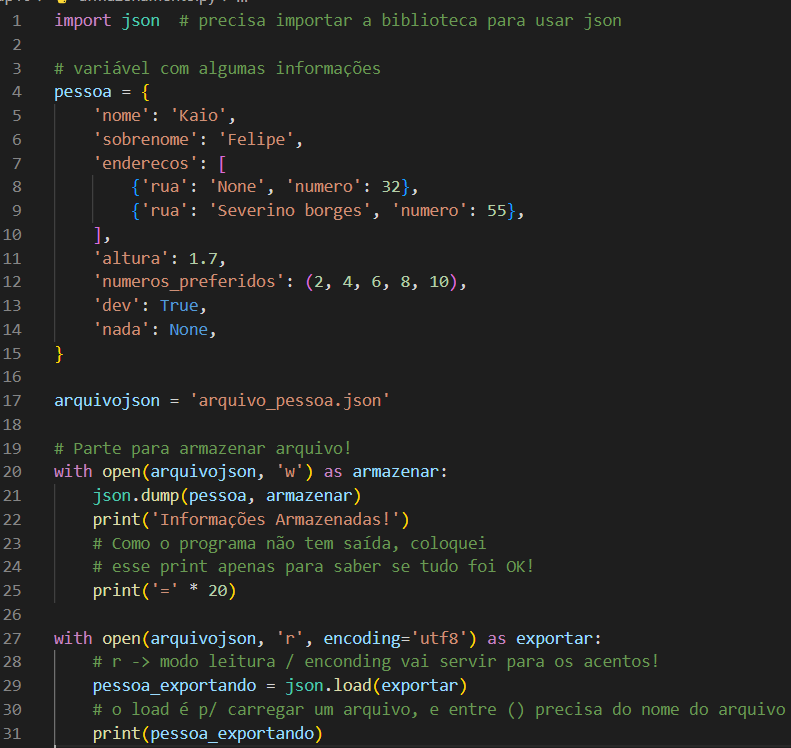 import json  # precisa importar a biblioteca para usar json
# variável com algumas informações
pessoa = {
    'nome': 'Kaio',
    'sobrenome': 'Felipe',
    'enderecos': [
        {'rua': 'None', 'numero': 32},
        {'rua': 'Severino borges', 'numero': 55},
    ],
    'altura': 1.7,
    'numeros_preferidos': (2, 4, 6, 8, 10),
    'dev': True,
    'nada': None,
}
arquivojson = 'arquivo_pessoa.json'
# Parte para armazenar arquivo!
with open(arquivojson, 'w') as armazenar:
    json.dump(pessoa, armazenar)
    print('Informações Armazenadas!')
    # Como o programa não tem saída, coloquei
    # esse print apenas para saber se tudo foi OK!
    print('=' * 20)
with open(arquivojson, 'r', encoding='utf8') as exportar:
    # r -> modo leitura / enconding vai servir para os acentos!
    pessoa_exportando = json.load(exportar)
    # o load é p/ carregar um arquivo, e entre () precisa do nome do arquivo
    print(pessoa_exportando)